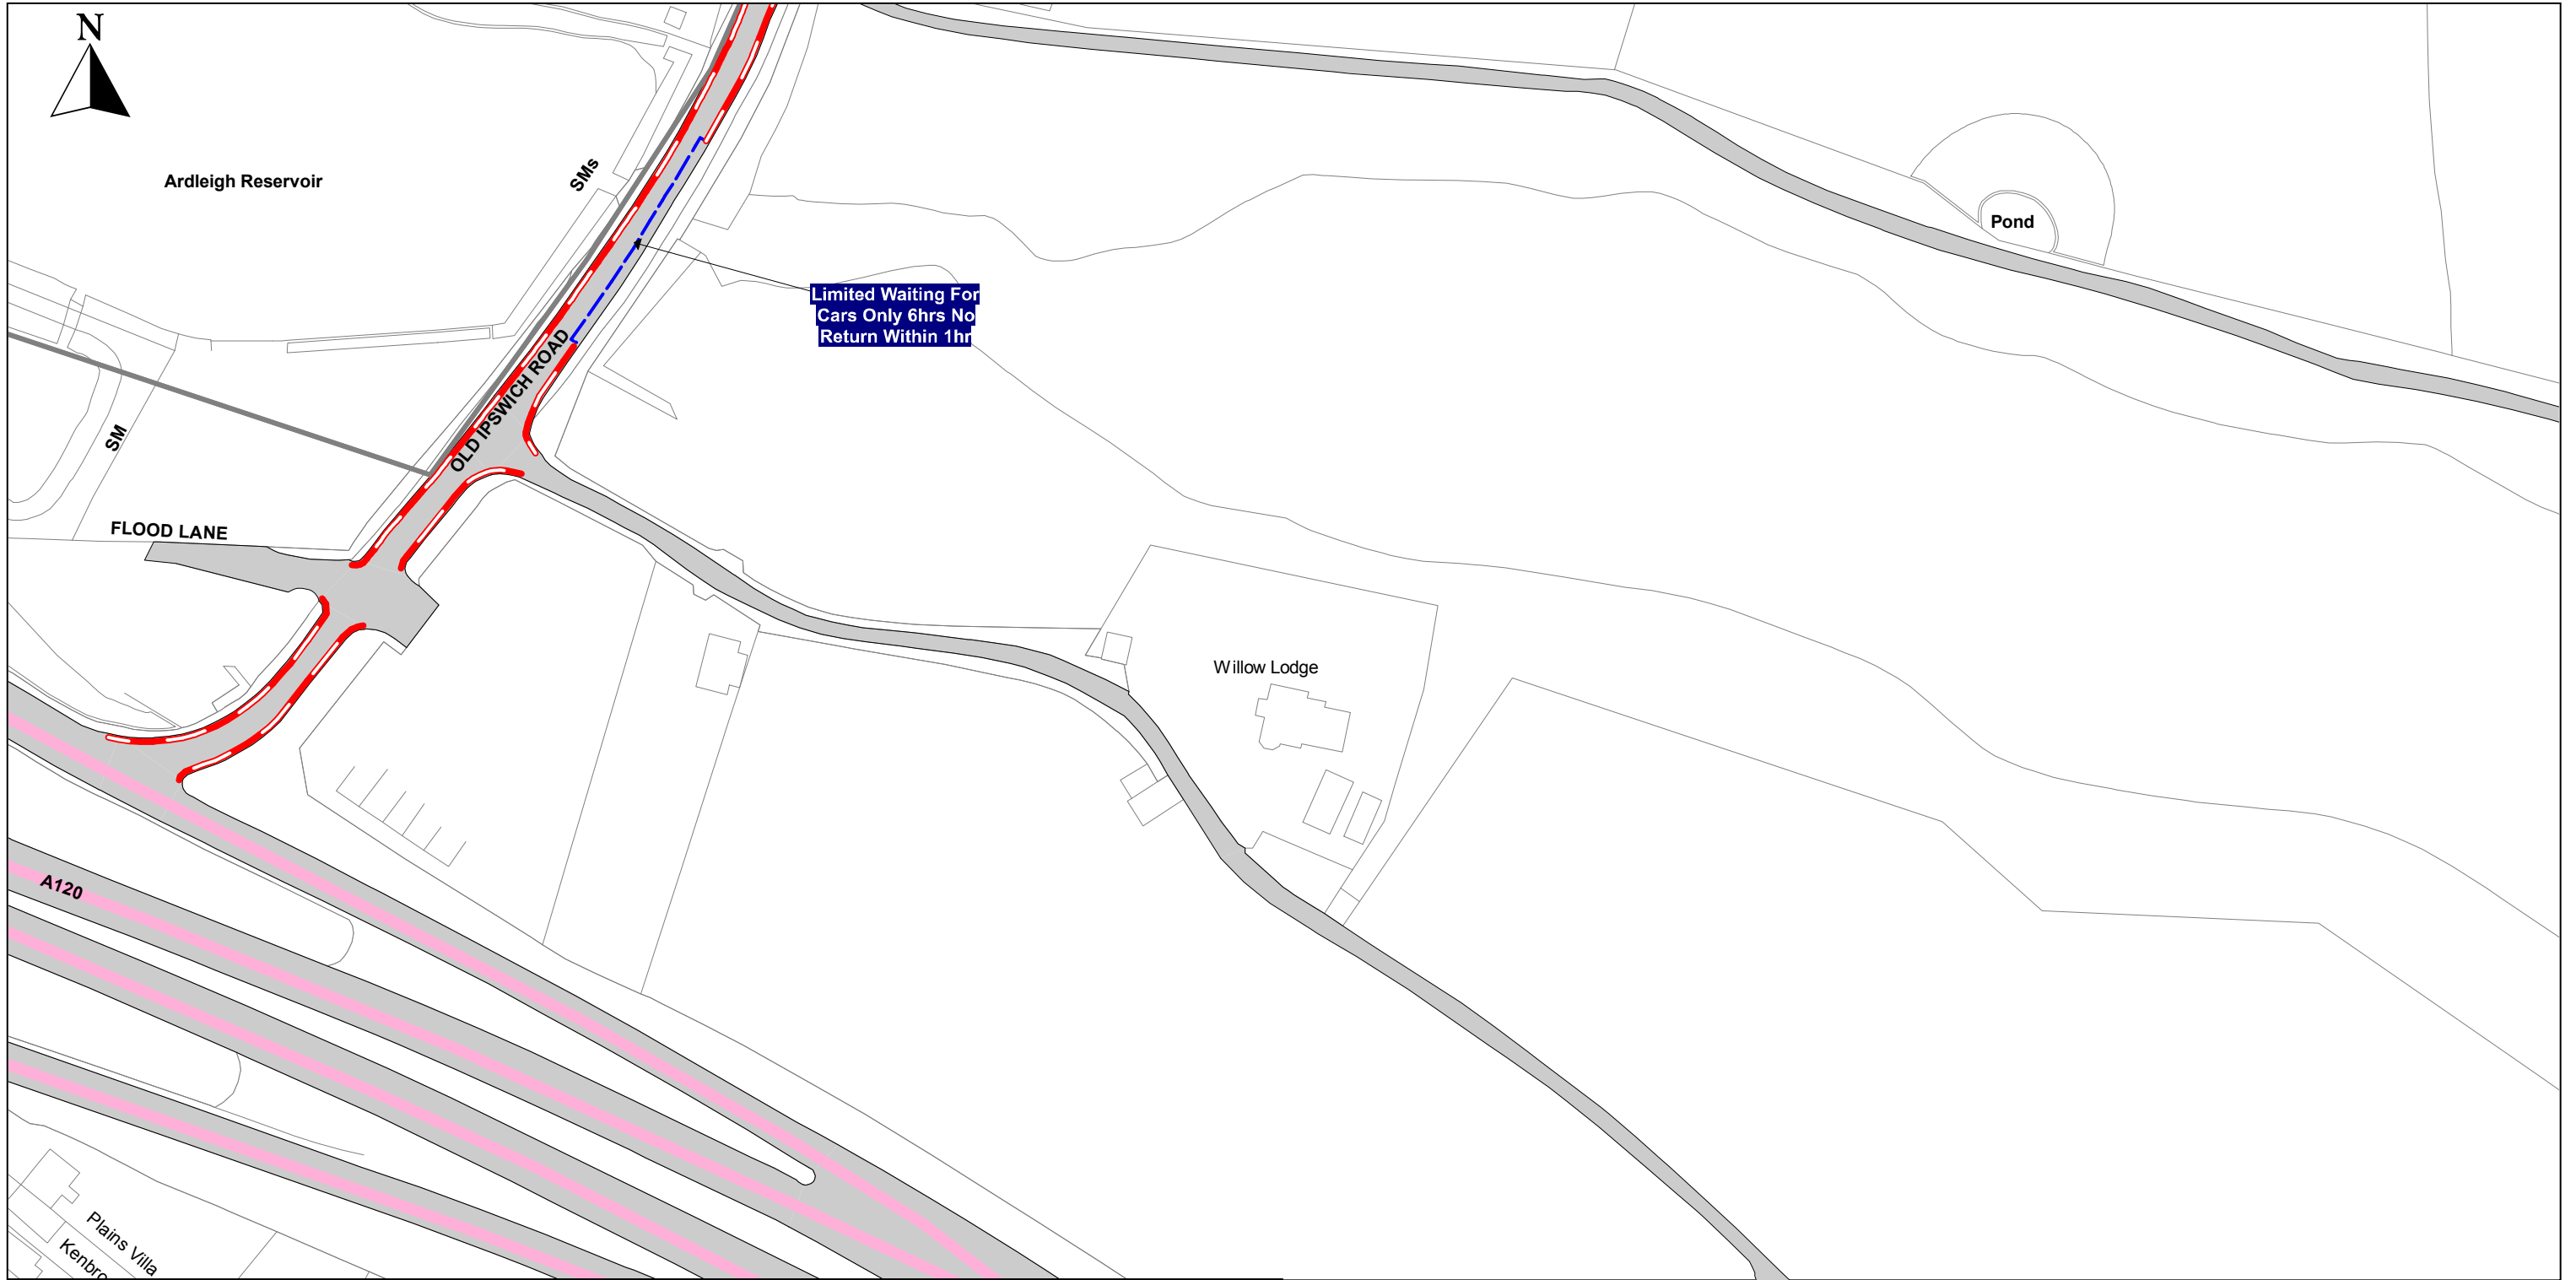 N
Ardleigh Reservoir
SMs
Pond
Limited Waiting For
Cars Only 6hrs No
Return Within 1hr
OLD IPSWICH ROAD
SM
FLOOD LANE
Willow Lodge
A120
Plains Villa
Kenbro